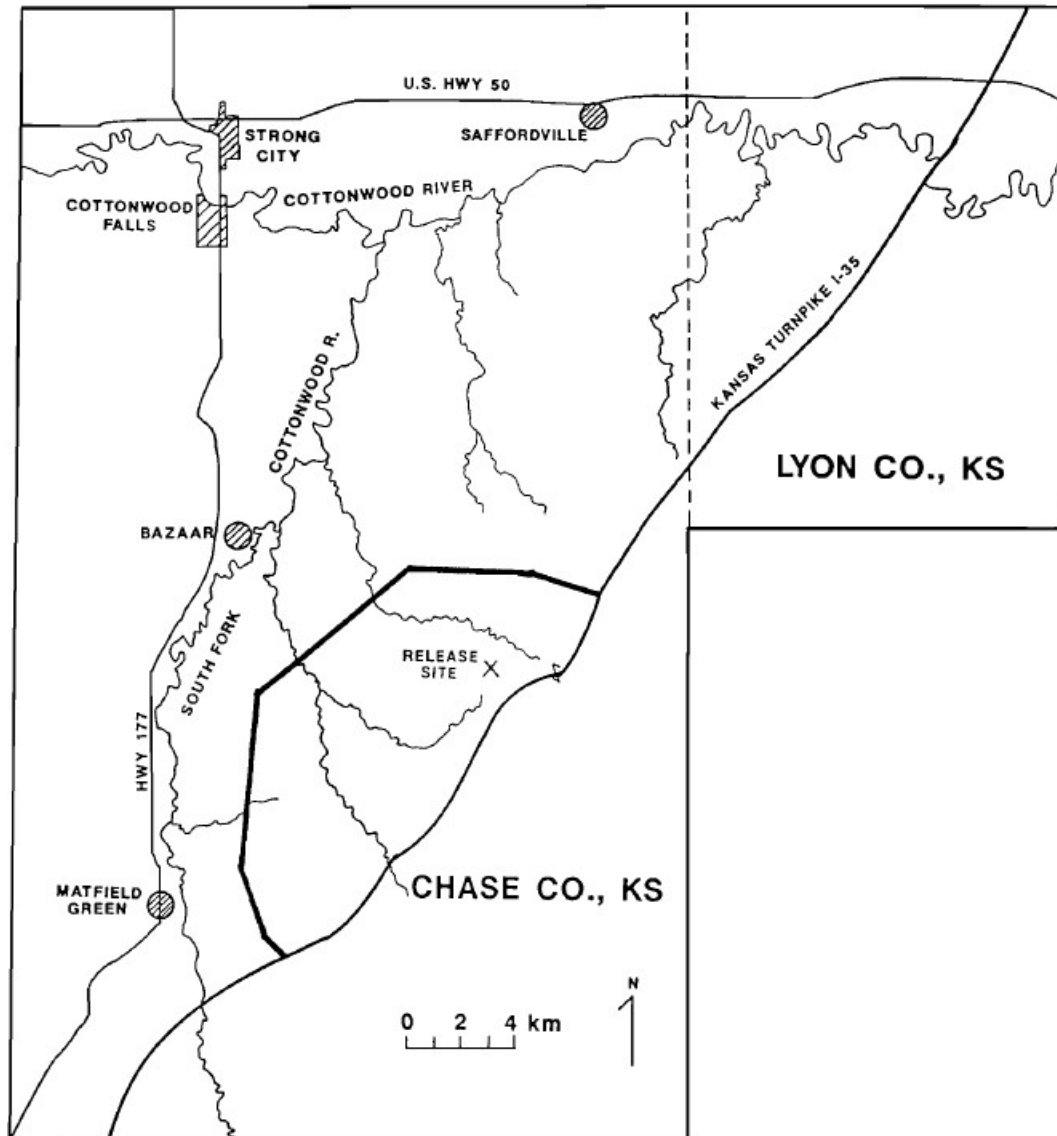 U.S. HWY 50
STRONG
CITY
SAFFORDVILLE
COTTONWOOD RIVER
COTTONWOOD
FALLS
KANSAS TURNPIKE I-35
COTTONWOOD R.
LYON CO., KS
BAZAAR
SOUTH FORK
RELEASE
SITE
X
HWY 177
MATFIELD
GREEN
CHASE CO., KS
N
0 2 4 km